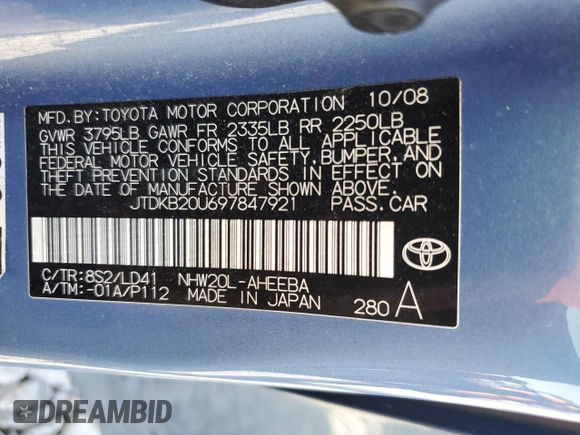 MFD.BY:TOYOTA MOTOR CORPORATION 10/08
GVWR 3795LB GAWR FR 2335LB RR 2250LB
THIS VEHICLE CONFORMS TO ALL APPLICABLE
FEDERAL MOTOR VEHICLE SAFETY,BUMPER,AND
THEFT PREVENTION STANDARDS IN EFFECT ON
THE DATE OF MANUFACTURE SHOWN ABOVE.
JTDKB20U697847921 PASS.CAR
C/TR:8S2/LD41 NHW20L-AHEEBA
A/TM:-01A/P112 MADE IN JAPAN 280 A
DREAMBID